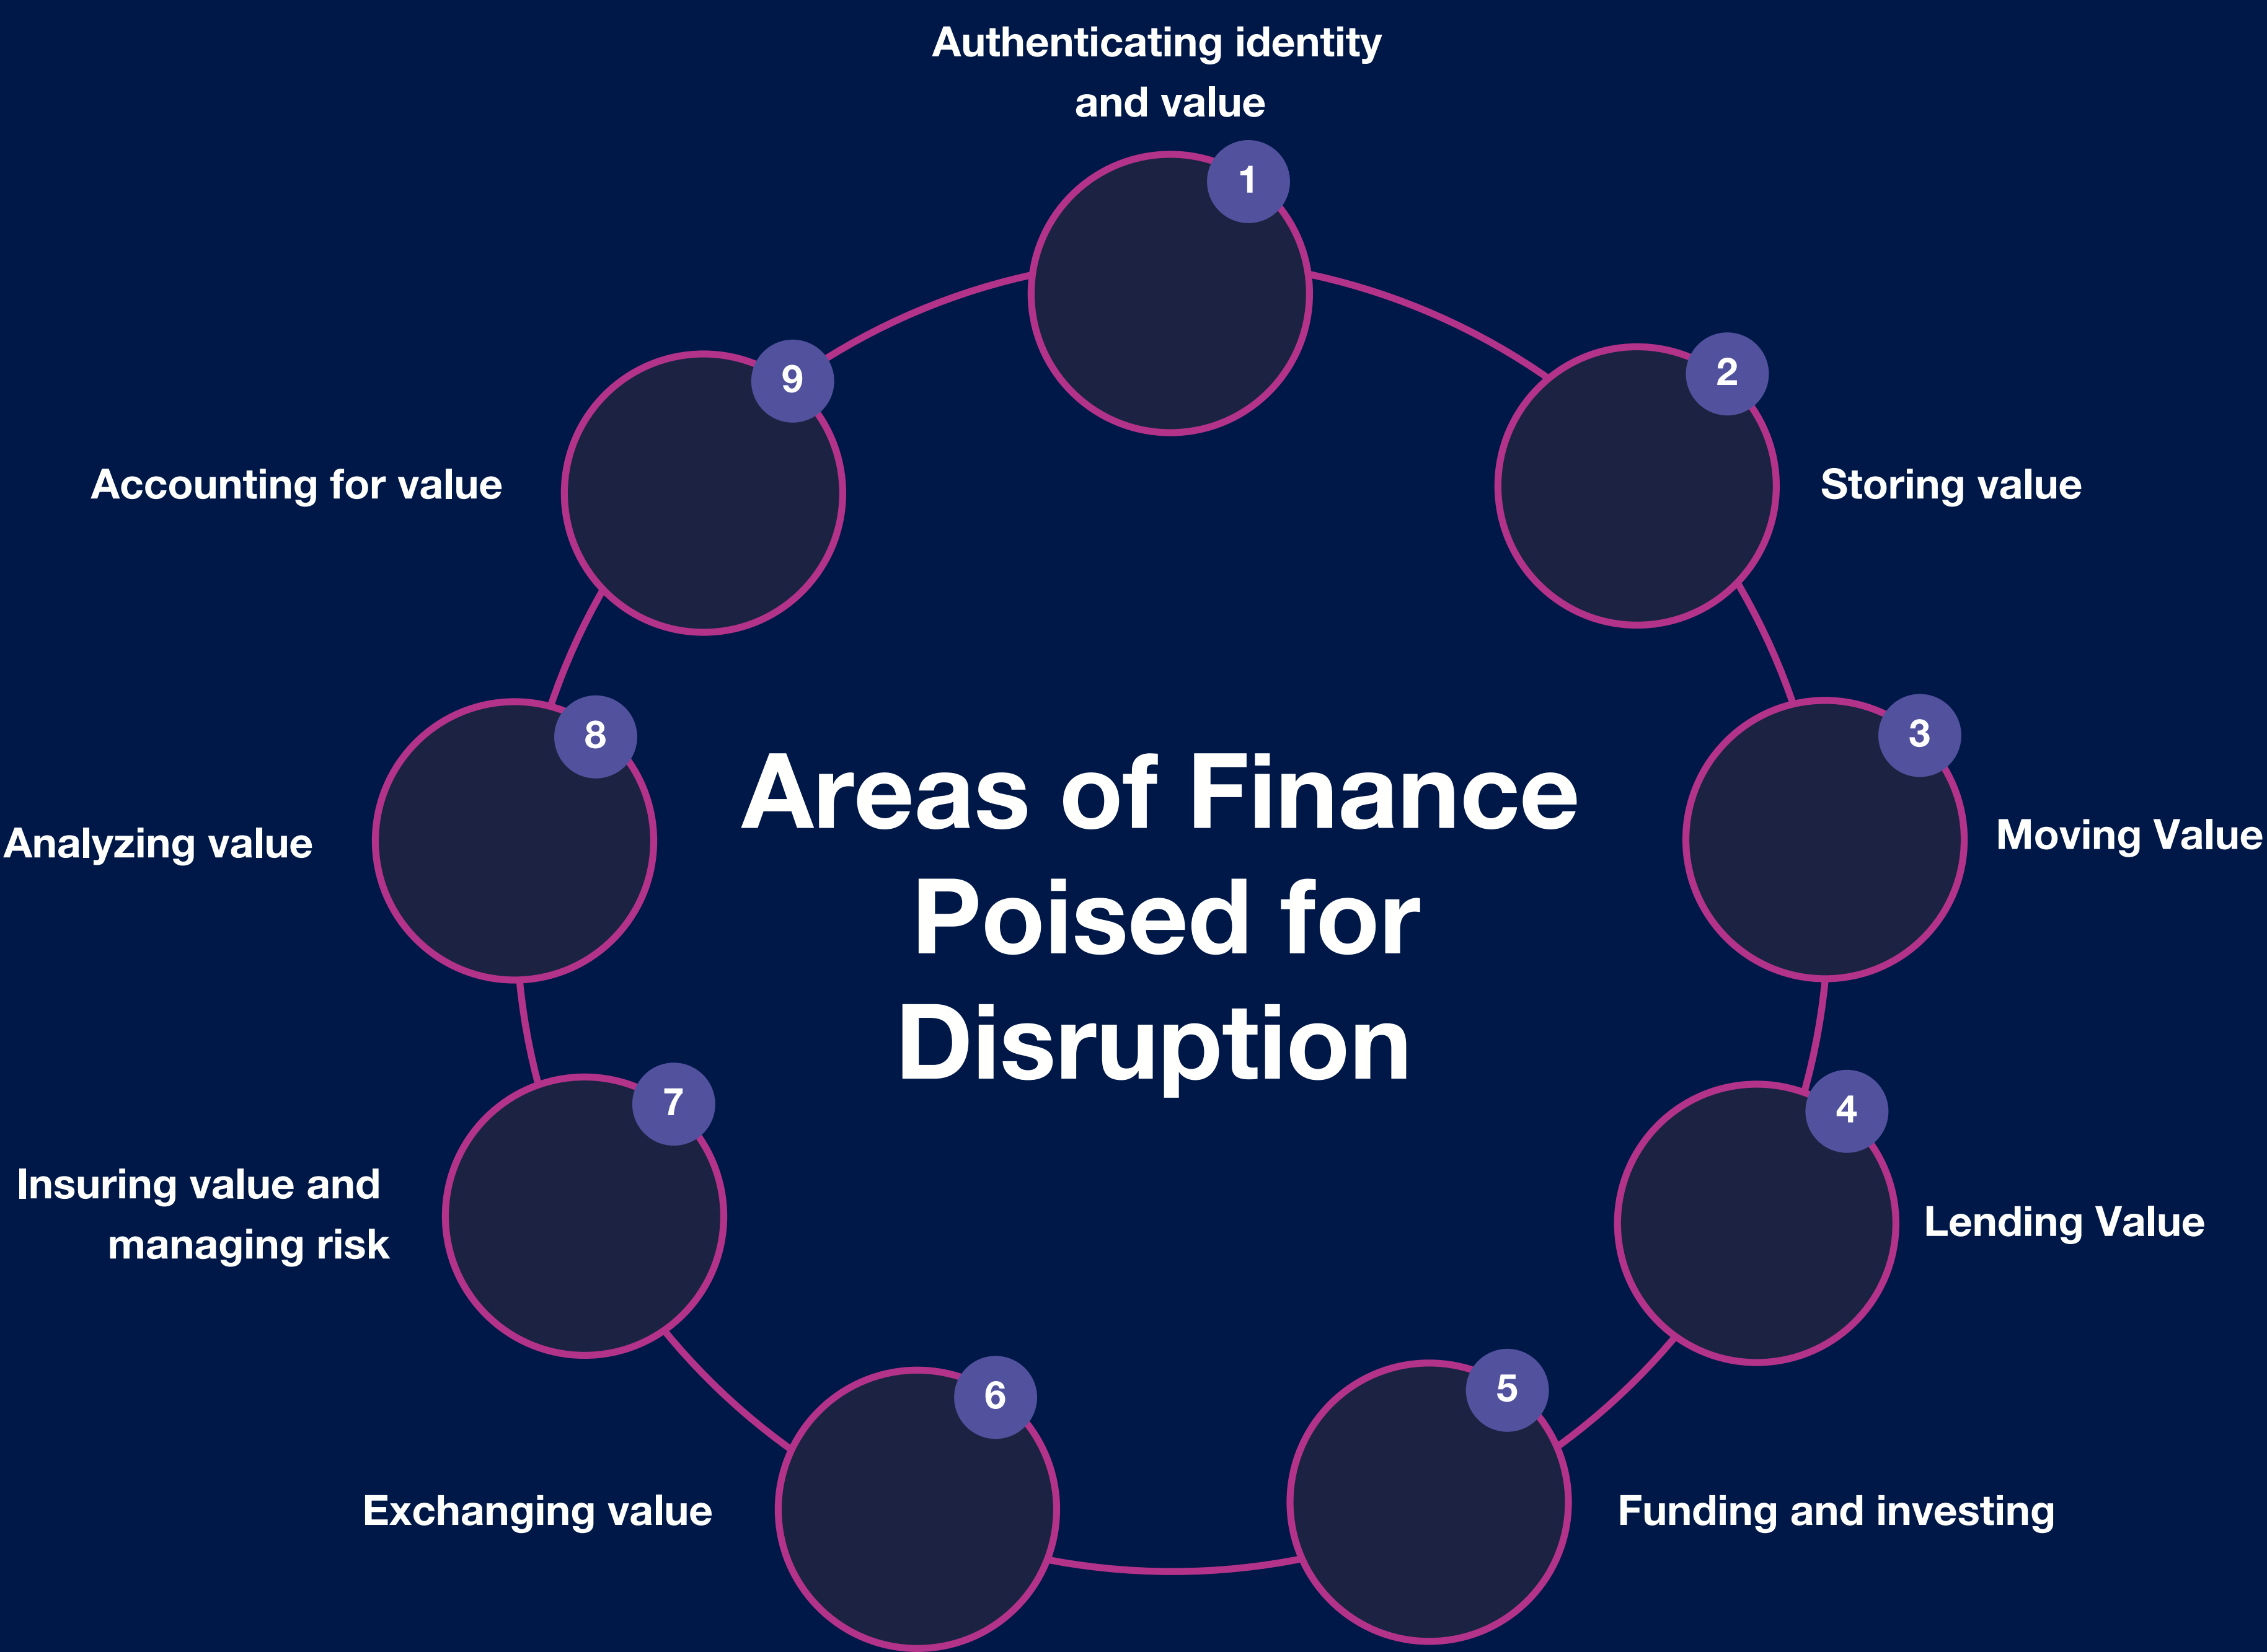 Areas of Finance
Poised for
Disruption
1
Authenticating identity
and value
2
Storing value
3
Moving Value
4
Lending Value
5
Funding and investing
6
Exchanging value
7
Insuring value and
managing risk
8
Analyzing value
9
Accounting for value